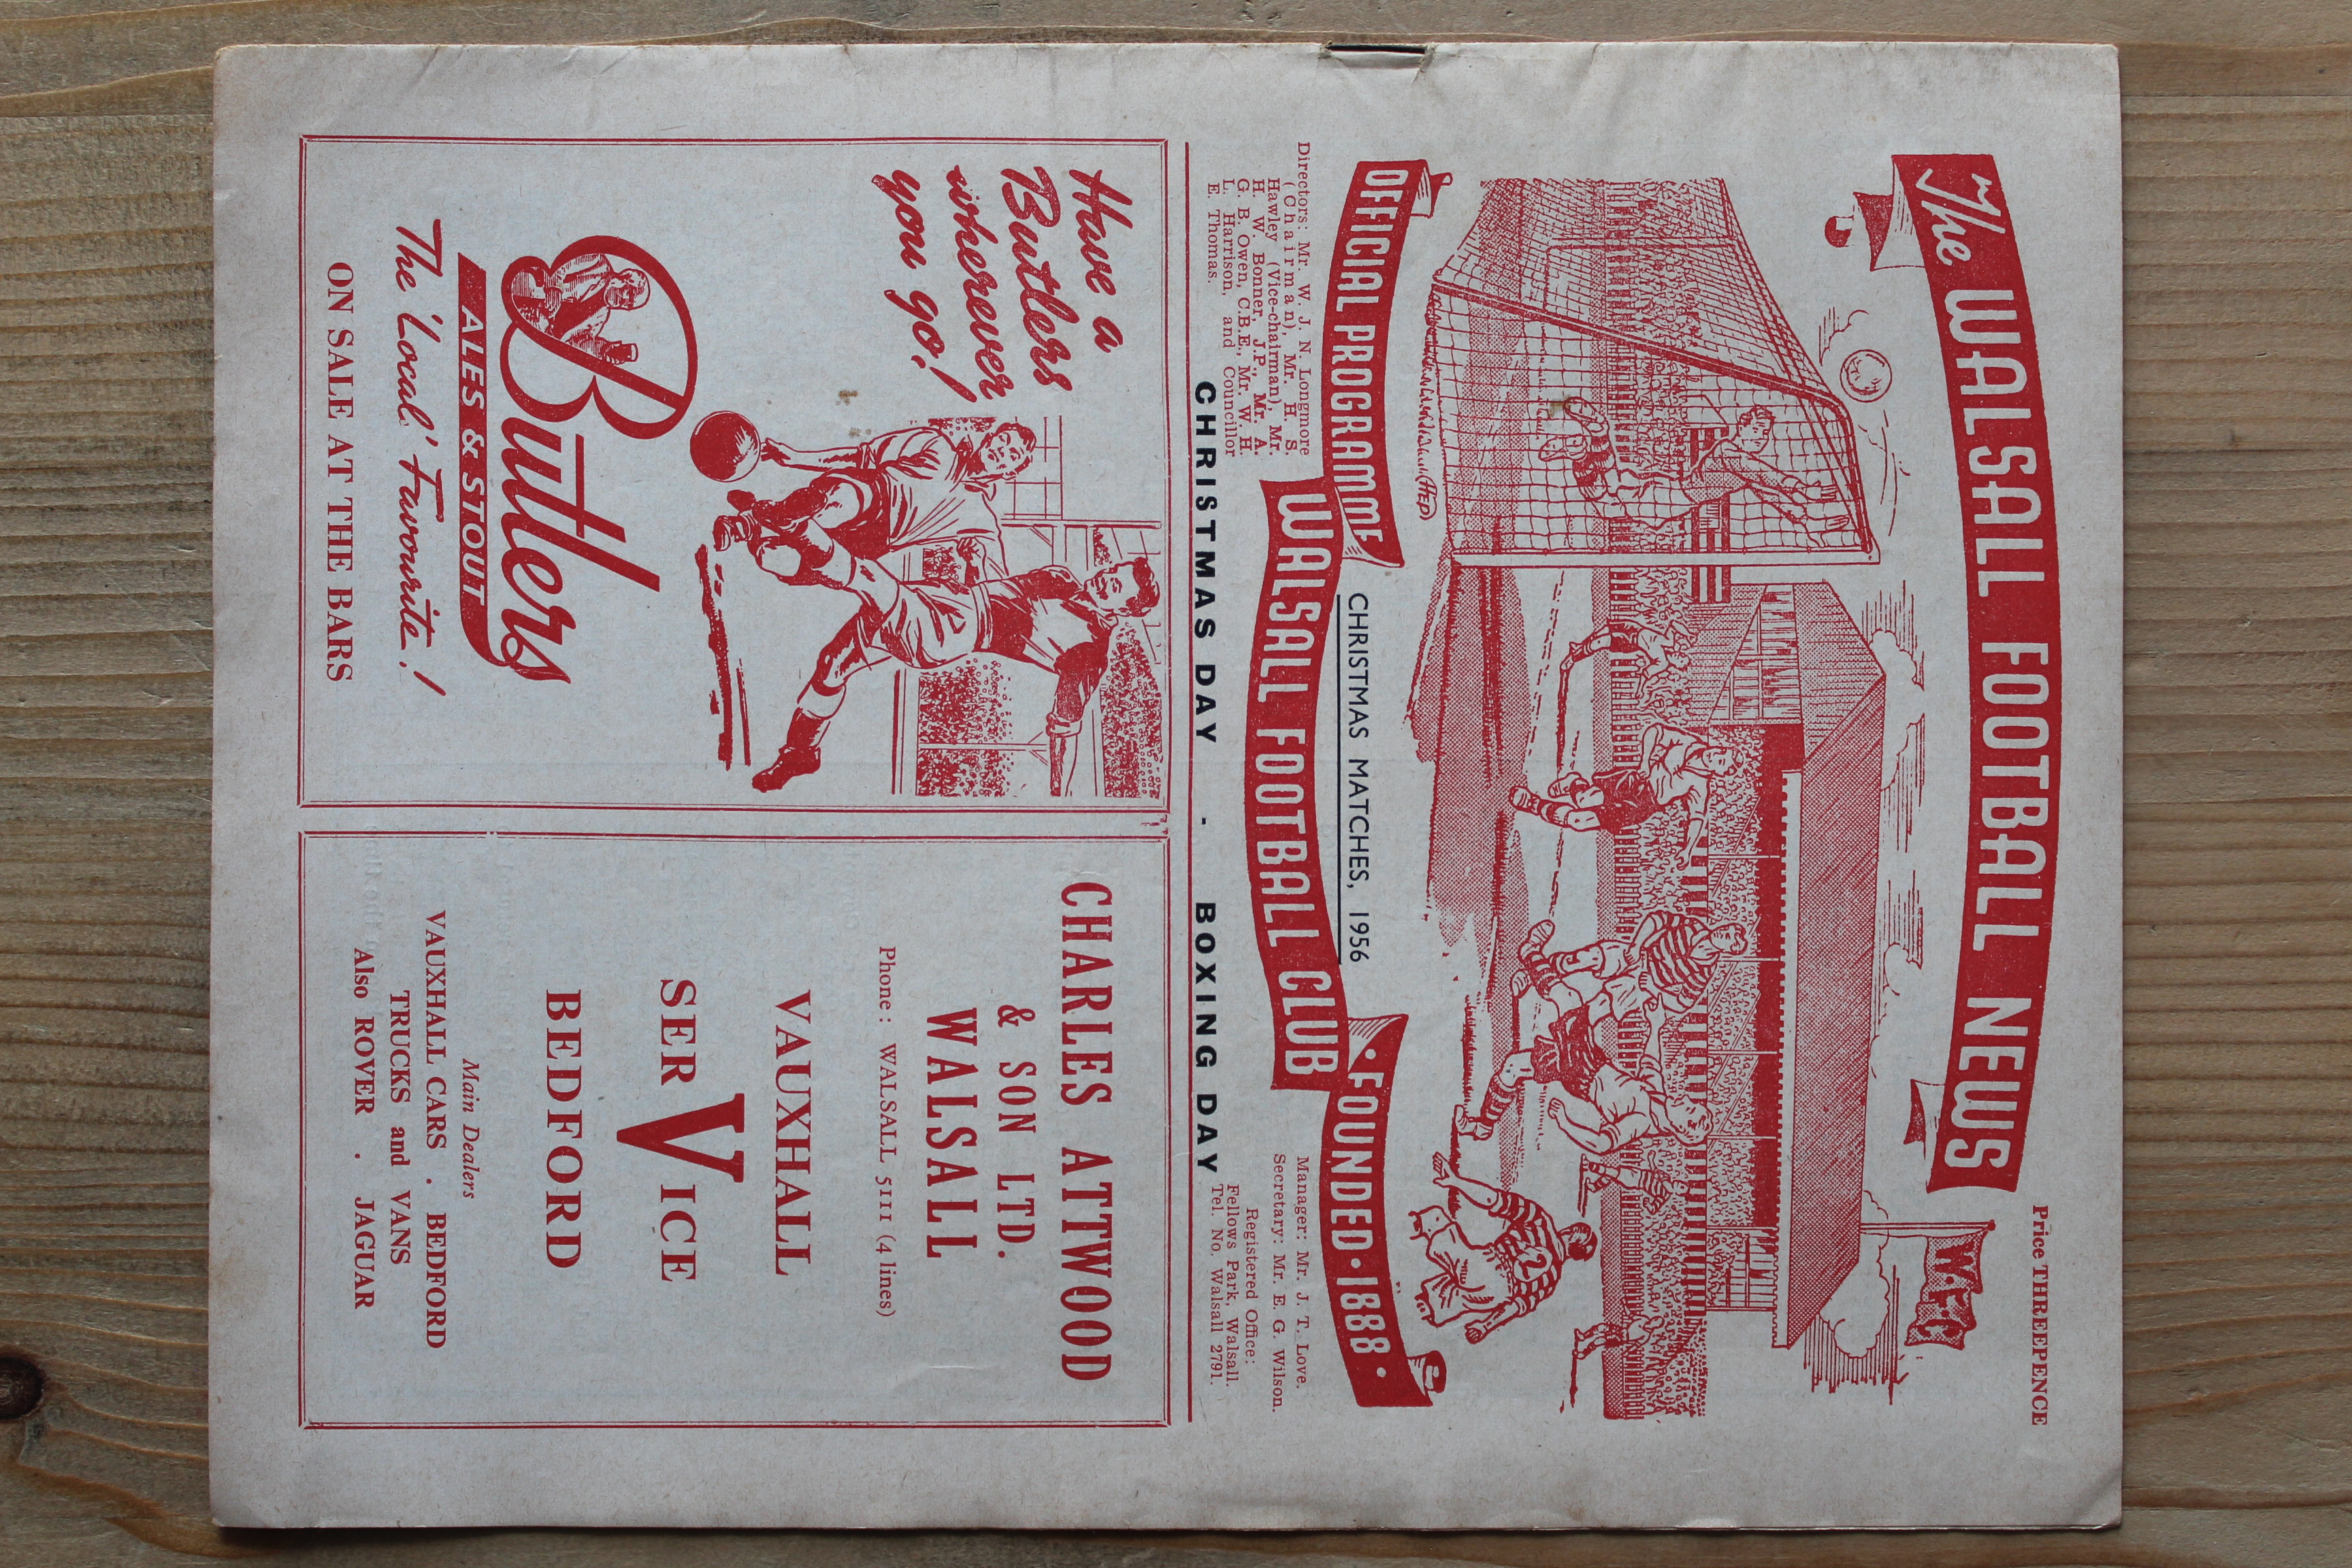 Price THREEPENCE
The WALSALL FOOTBALL NEWS
W.F.C
2
OFFICIAL PROGRAMME
CHRISTMAS MATCHES, 1956
WALSALL FOOTBALL CLUB
• FOUNDED • 1888 •
Directors: Mr. W. J. N. Longmore
(Chairman), Mr. H. S.
Hawley (Vice-chairman), Mr.
H. W. Bonner, J.P., Mr. A.
G. B. Owen, C.B.E., Mr. W. H.
L. Harrison, and Councillor
E. Thomas.
Manager: Mr. J. T. Love.
Secretary: Mr. E. G. Wilson.
Registered Office:
Fellows Park, Walsall.
Tel. No. Walsall 2791.
CHRISTMAS DAY - BOXING DAY
Have a
Butlers
wherever
you go!
Butlers
ALES & STOUT
The 'Local' Favourite!
ON SALE AT THE BARS
CHARLES ATTWOOD
& SON LTD.
WALSALL
Phone: WALSALL 5111 (4 lines)
VAUXHALL
SERVICE
BEDFORD
Main Dealers
VAUXHALL CARS . BEDFORD
TRUCKS and VANS
Also ROVER . JAGUAR